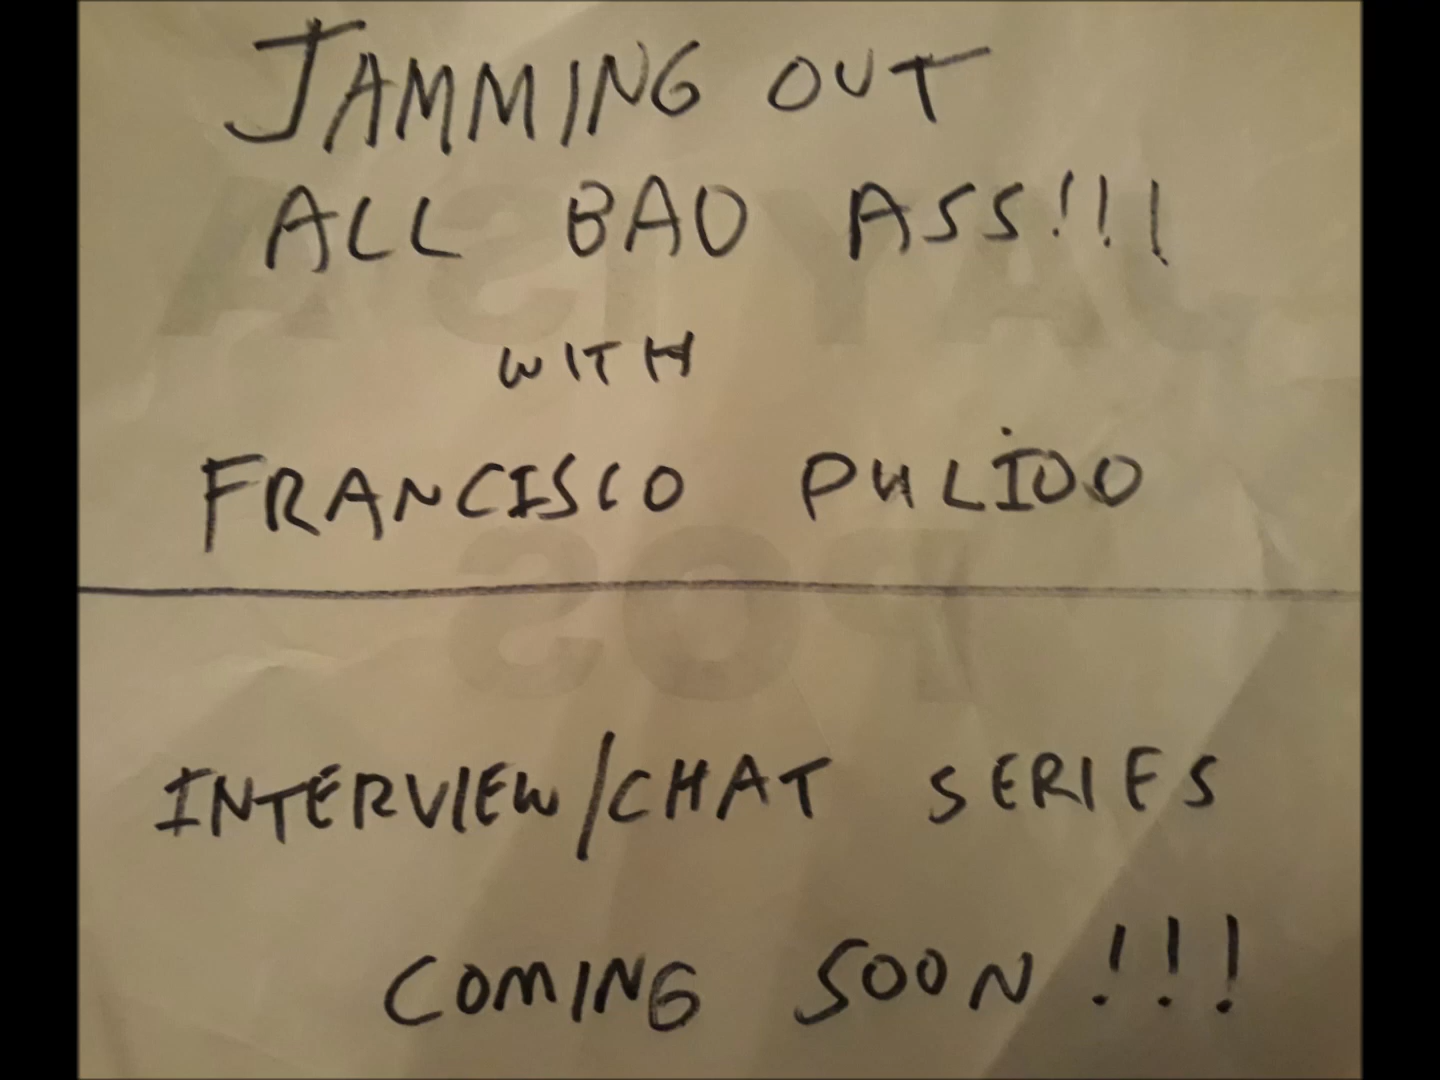 JAMMING OUT
ALL BAD ASS!!!
WITH
FRANCISCO PULIDO
INTERVIEW/CHAT SERIES
COMING SOON!!!